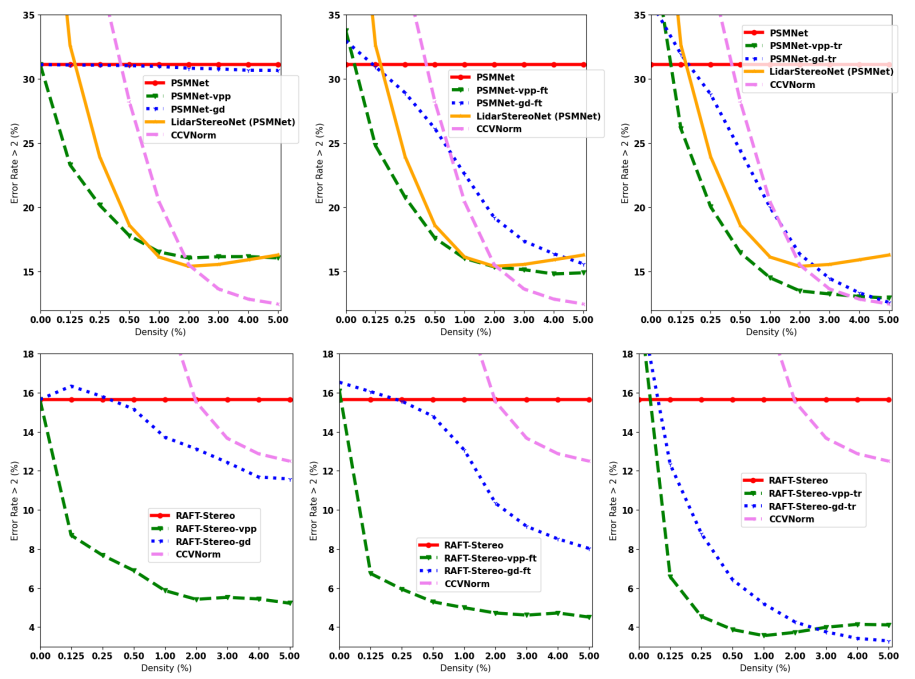 35
30
25
20
15
Error Rate > 2 (%)
PSMNet
PSMNet-vpp
PSMNet-gd
LidarStereoNet (PSMNet)
CCVNorm
0.00 0.125 0.25 0.50 1.00 2.00 3.00 4.00 5.00
Density (%)
35
30
25
20
15
Error Rate > 2 (%)
PSMNet
PSMNet-vpp-ft
PSMNet-gd-ft
LidarStereoNet (PSMNet)
CCVNorm
0.00 0.125 0.25 0.50 1.00 2.00 3.00 4.00 5.00
Density (%)
35
30
25
20
15
Error Rate > 2 (%)
PSMNet
PSMNet-vpp-tr
PSMNet-gd-tr
LidarStereoNet (PSMNet)
CCVNorm
0.00 0.125 0.25 0.50 1.00 2.00 3.00 4.00 5.00
Density (%)
18
16
14
12
10
8
6
4
Error Rate > 2 (%)
RAFT-Stereo
RAFT-Stereo-vpp
RAFT-Stereo-gd
CCVNorm
0.00 0.125 0.25 0.50 1.00 2.00 3.00 4.00 5.00
Density (%)
18
16
14
12
10
8
6
4
Error Rate > 2 (%)
RAFT-Stereo
RAFT-Stereo-vpp-ft
RAFT-Stereo-gd-ft
CCVNorm
0.00 0.125 0.25 0.50 1.00 2.00 3.00 4.00 5.00
Density (%)
18
16
14
12
10
8
6
4
Error Rate > 2 (%)
RAFT-Stereo
RAFT-Stereo-vpp-tr
RAFT-Stereo-gd-tr
CCVNorm
0.00 0.125 0.25 0.50 1.00 2.00 3.00 4.00 5.00
Density (%)